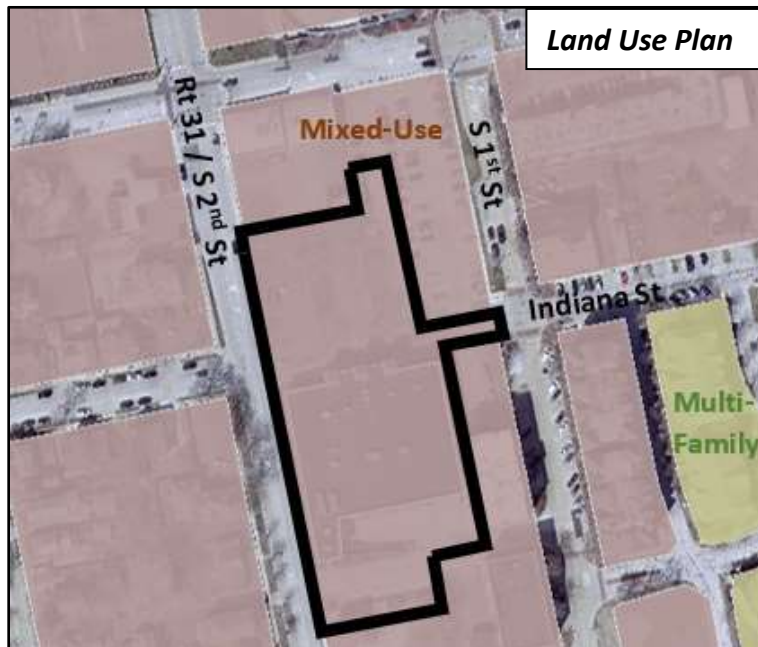 Land Use Plan
Mixed-Use
Rt 31 / S 2nd St
S 1st St
Indiana St
Multi-
Family